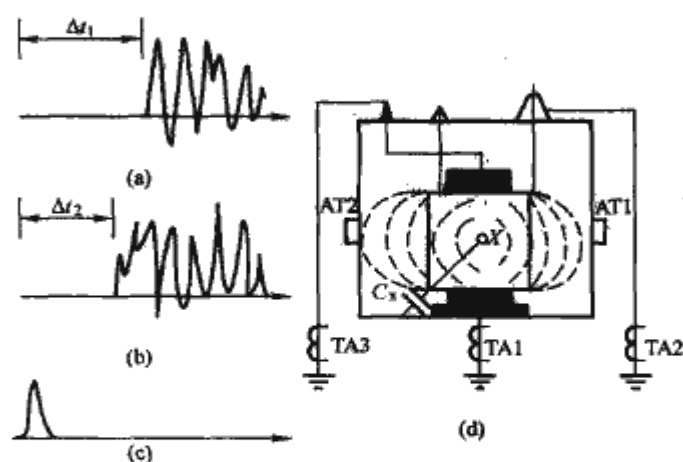 Δt₁
(a)
Δt₂
(b)
(c)
AT2
AT1
X
Cₓ
TA3
TA1
TA2
(d)